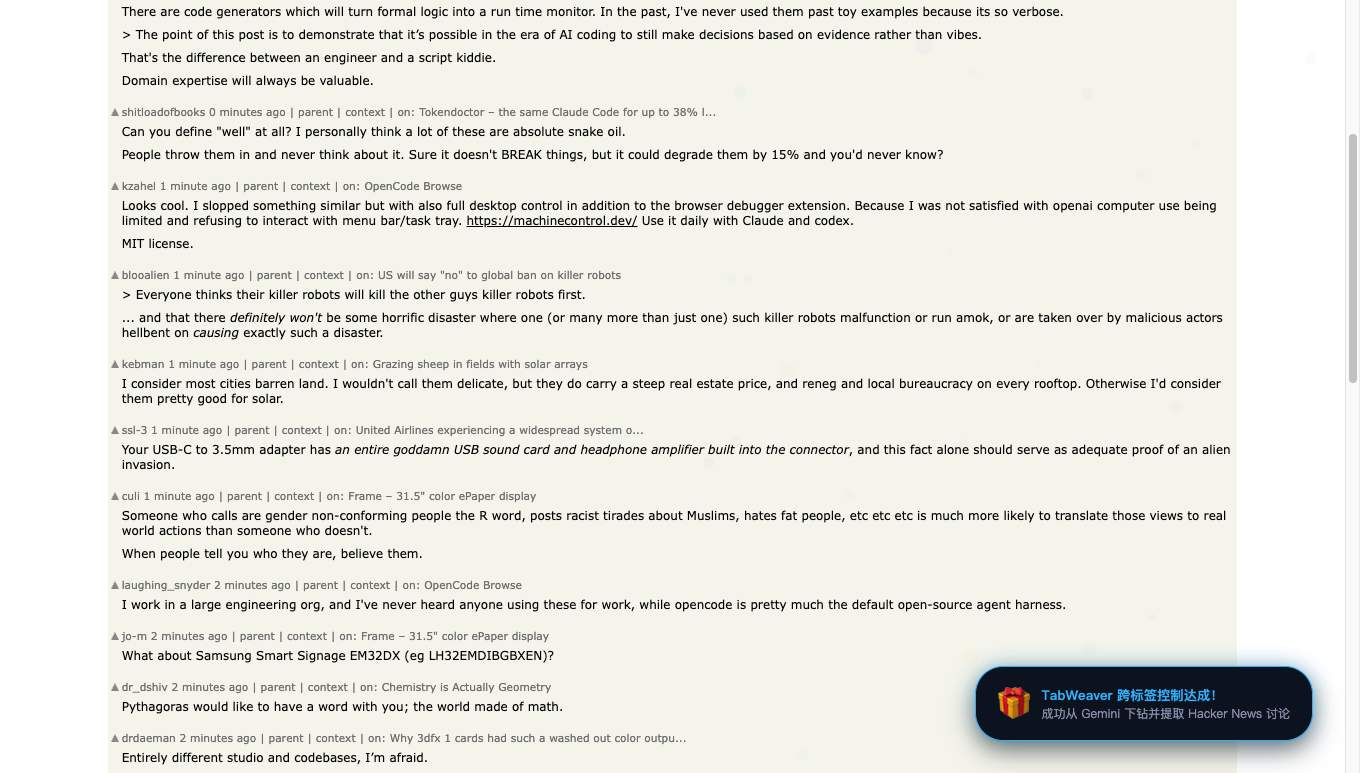 There are code generators which will turn formal logic into a run time monitor. In the past, I've never used them past toy examples because its so verbose.
> The point of this post is to demonstrate that it’s possible in the era of AI coding to still make decisions based on evidence rather than vibes.
That's the difference between an engineer and a script kiddie.
Domain expertise will always be valuable.
▲ shitloadofbooks 0 minutes ago | parent | context | on: Tokendoctor – the same Claude Code for up to 38% l...
Can you define "well" at all? I personally think a lot of these are absolute snake oil.
People throw them in and never think about it. Sure it doesn't BREAK things, but it could degrade them by 15% and you'd never know?
▲ kzahel 1 minute ago | parent | context | on: OpenCode Browse
Looks cool. I slopped something similar but with also full desktop control in addition to the browser debugger extension. Because I was not satisfied with openai computer use being
limited and refusing to interact with menu bar/task tray. https://machinecontrol.dev/ Use it daily with Claude and codex.
MIT license.
▲ blooalien 1 minute ago | parent | context | on: US will say "no" to global ban on killer robots
> Everyone thinks their killer robots will kill the other guys killer robots first.
... and that there definitely won't be some horrific disaster where one (or many more than just one) such killer robots malfunction or run amok, or are taken over by malicious actors
hellbent on causing exactly such a disaster.
▲ kebman 1 minute ago | parent | context | on: Grazing sheep in fields with solar arrays
I consider most cities barren land. I wouldn't call them delicate, but they do carry a steep real estate price, and reneg and local bureaucracy on every rooftop. Otherwise I'd consider
them pretty good for solar.
▲ ssl-3 1 minute ago | parent | context | on: United Airlines experiencing a widespread system o...
Your USB-C to 3.5mm adapter has an entire goddamn USB sound card and headphone amplifier built into the connector, and this fact alone should serve as adequate proof of an alien
invasion.
▲ culi 1 minute ago | parent | context | on: Frame – 31.5" color ePaper display
Someone who calls are gender non-conforming people the R word, posts racist tirades about Muslims, hates fat people, etc etc etc is much more likely to translate those views to real
world actions than someone who doesn't.
When people tell you who they are, believe them.
▲ laughing_snyder 2 minutes ago | parent | context | on: OpenCode Browse
I work in a large engineering org, and I've never heard anyone using these for work, while opencode is pretty much the default open-source agent harness.
▲ jo-m 2 minutes ago | parent | context | on: Frame – 31.5" color ePaper display
What about Samsung Smart Signage EM32DX (eg LH32EMDIBGBXEN)?
▲ dr_dshiv 2 minutes ago | parent | context | on: Chemistry is Actually Geometry
Pythagoras would like to have a word with you; the world made of math.
▲ drdaeman 2 minutes ago | parent | context | on: Why 3dfx 1 cards had such a washed out color outpu...
Entirely different studio and codebases, I’m afraid.
TabWeaver 跨标签控制达成!
成功从 Gemini 下钻并提取 Hacker News 讨论